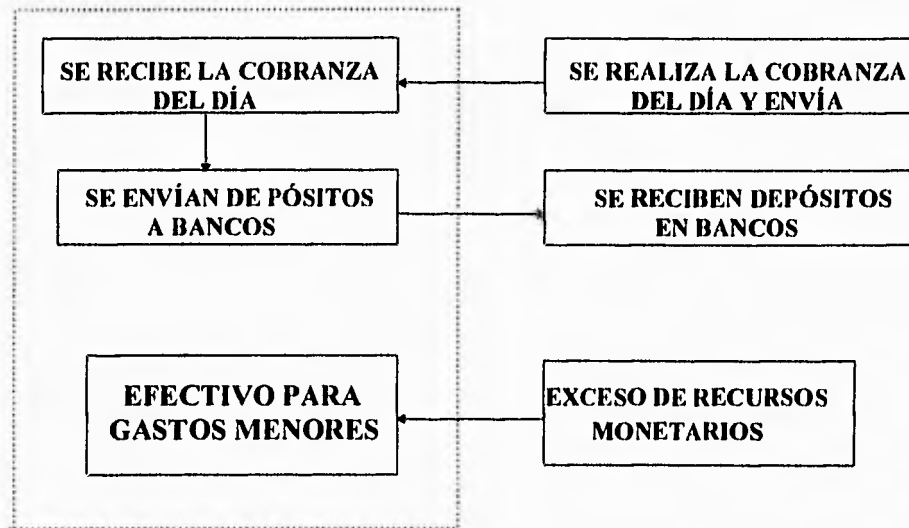 SE RECIBE LA COBRANZA
DEL DÍA
SE REALIZA LA COBRANZA
DEL DÍA Y ENVÍA
SE ENVÍAN DE PÓSITOS
A BANCOS
SE RECIBEN DEPÓSITOS
EN BANCOS
EFECTIVO PARA
GASTOS MENORES
EXCESO DE RECURSOS
MONETARIOS